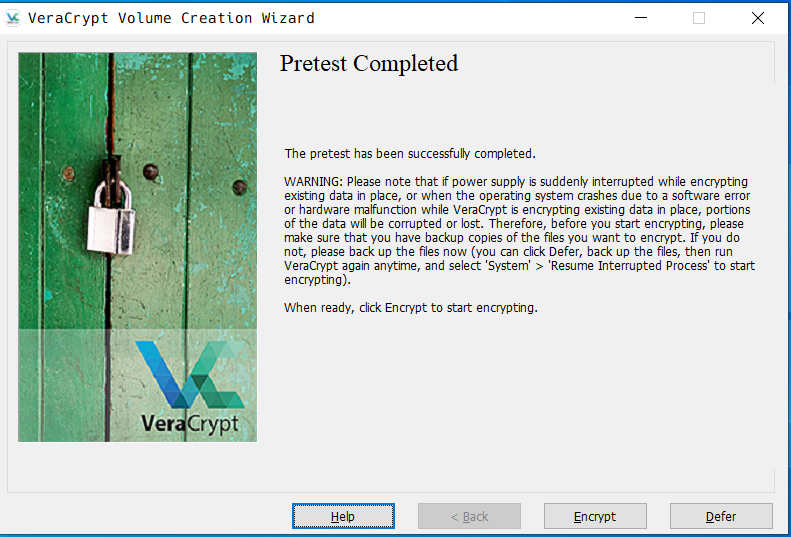 VeraCrypt Volume Creation Wizard
Pretest Completed
The pretest has been successfully completed.
WARNING: Please note that if power supply is suddenly interrupted while encrypting
existing data in place, or when the operating system crashes due to a software error
or hardware malfunction while VeraCrypt is encrypting existing data in place, portions
of the data will be corrupted or lost. Therefore, before you start encrypting, please
make sure that you have backup copies of the files you want to encrypt. If you do
not, please back up the files now (you can click Defer, back up the files, then run
VeraCrypt again anytime, and select 'System' > 'Resume Interrupted Process' to start
encrypting).
When ready, click Encrypt to start encrypting.
VeraCrypt
Help
< Back
Encrypt
Defer